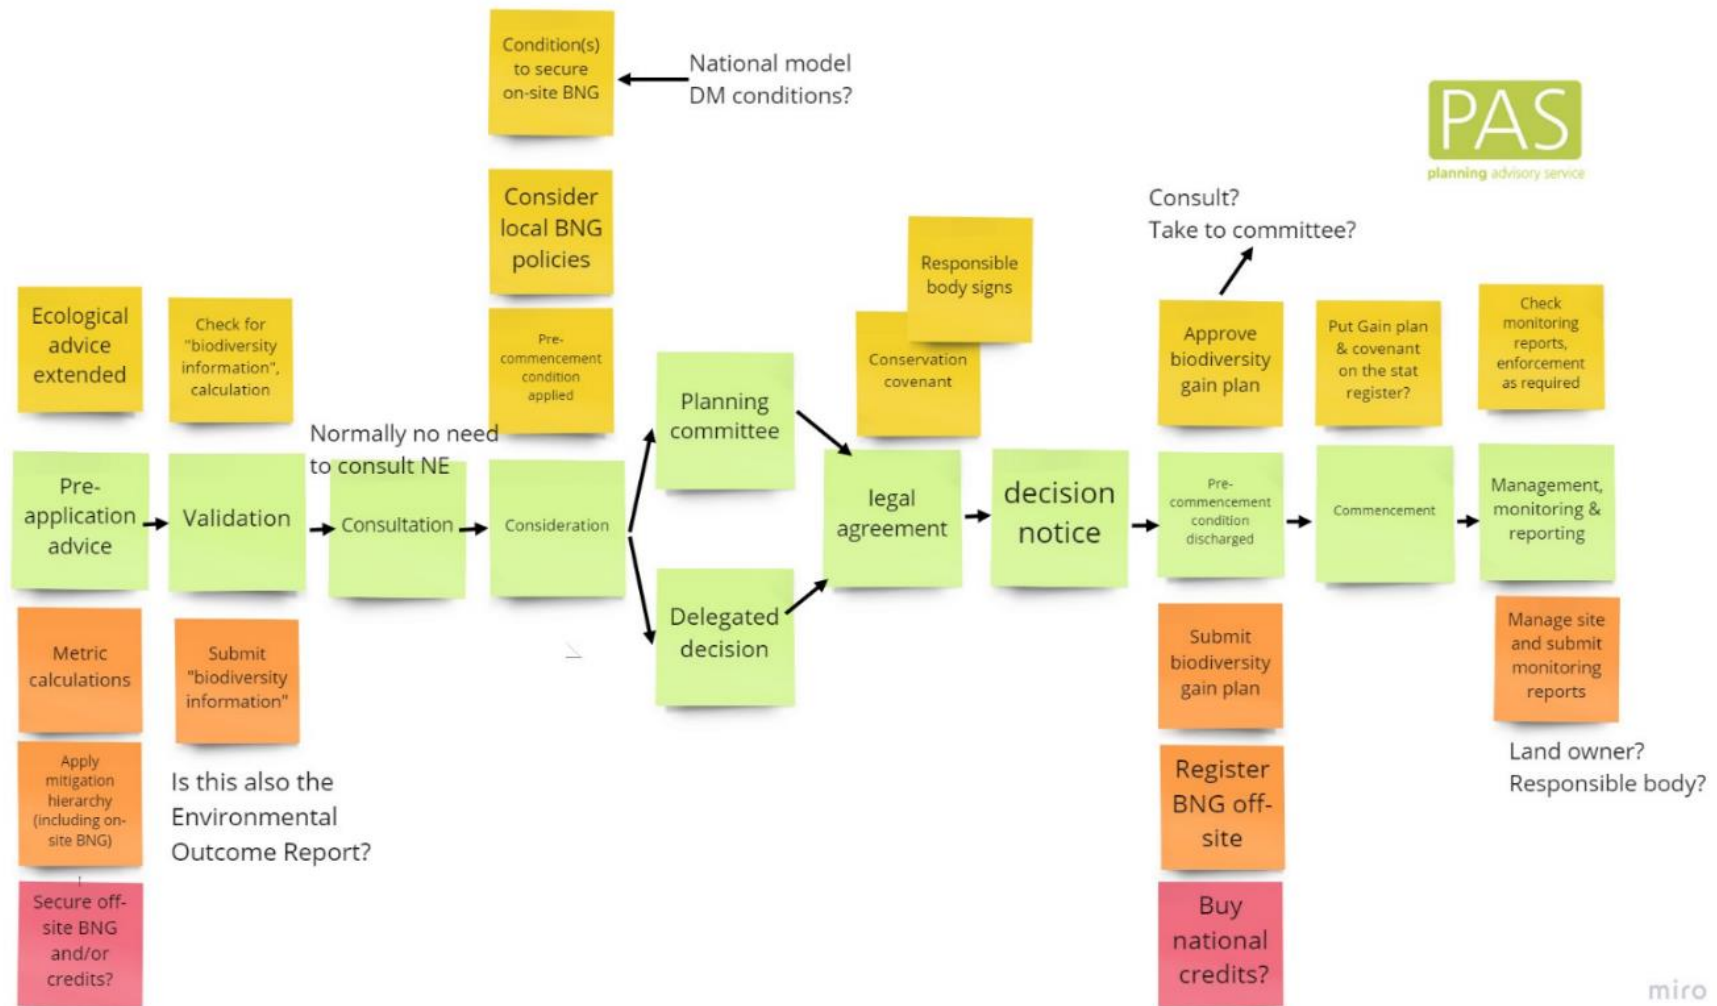 Condition(s)
to secure
on-site BNG
National model
DM conditions?
PAS
planning advisory service
Consider
local BNG
policies
Consult?
Take to committee?
Responsible
body signs
Ecological
advice
extended
Check for
"biodiversity
information",
calculation
Pre-
commencement
condition
applied
Conservation
covenant
Approve
biodiversity
gain plan
Put Gain plan
& covenant
on the stat
register?
Check
monitoring
reports,
enforcement
as required
Normally no need
to consult NE
Planning
committee
Pre-
application
advice
Validation
Consultation
Consideration
legal
agreement
decision
notice
Pre-
commencement
condition
discharged
Commencement
Management,
monitoring &
reporting
Delegated
decision
Metric
calculations
Submit
"biodiversity
information"
Submit
biodiversity
gain plan
Manage site
and submit
monitoring
reports
Apply
mitigation
hierarchy
(including on-
site BNG)
Is this also the
Environmental
Outcome Report?
Register
BNG off-
site
Land owner?
Responsible body?
Secure off-
site BNG
and/or
credits?
Buy
national
credits?
miro